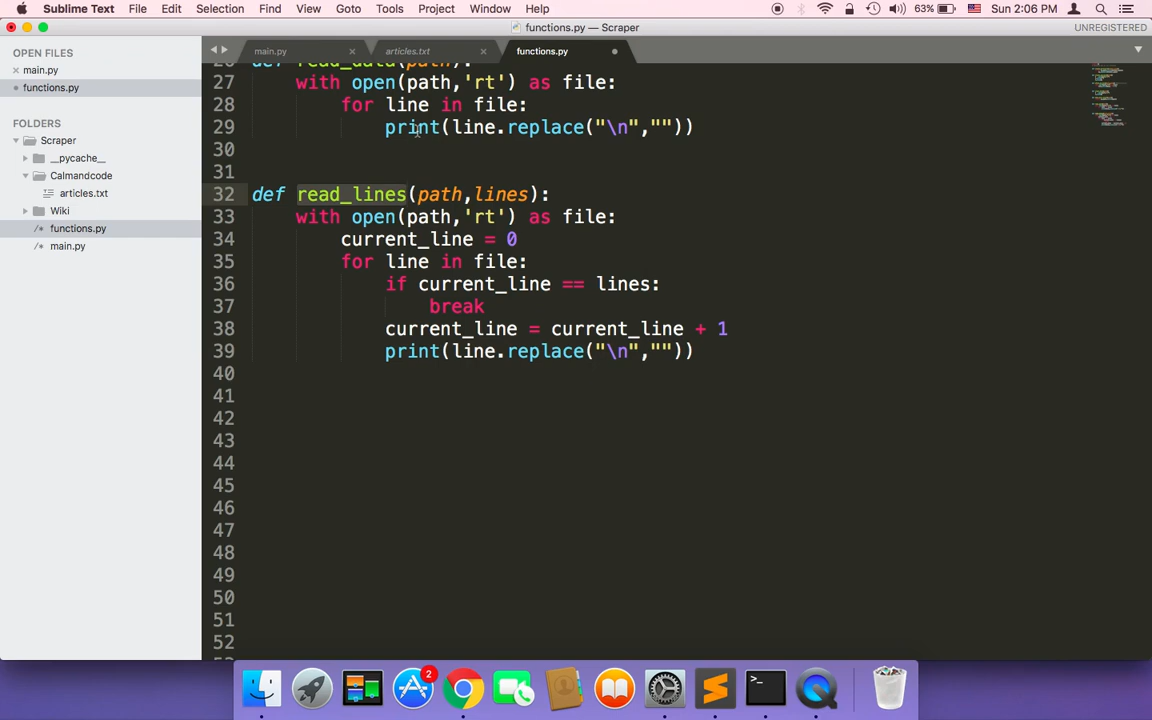 Sublime Text File Edit Selection Find View Goto Tools Project Window Help 63% Sun 2:06 PM
functions.py — Scraper UNREGISTERED
OPEN FILES
main.py
functions.py
FOLDERS
Scraper
__pycache__
Calmandcode
articles.txt
Wiki
functions.py
main.py
main.py articles.txt functions.py
26 def read_data(path):
27 with open(path,'rt') as file:
28 for line in file:
29 print(line.replace("\n",""))
30
31
32 def read_lines(path,lines):
33 with open(path,'rt') as file:
34 current_line = 0
35 for line in file:
36 if current_line == lines:
37 break
38 current_line = current_line + 1
39 print(line.replace("\n",""))
40
41
42
43
44
45
46
47
48
49
50
51
52
2